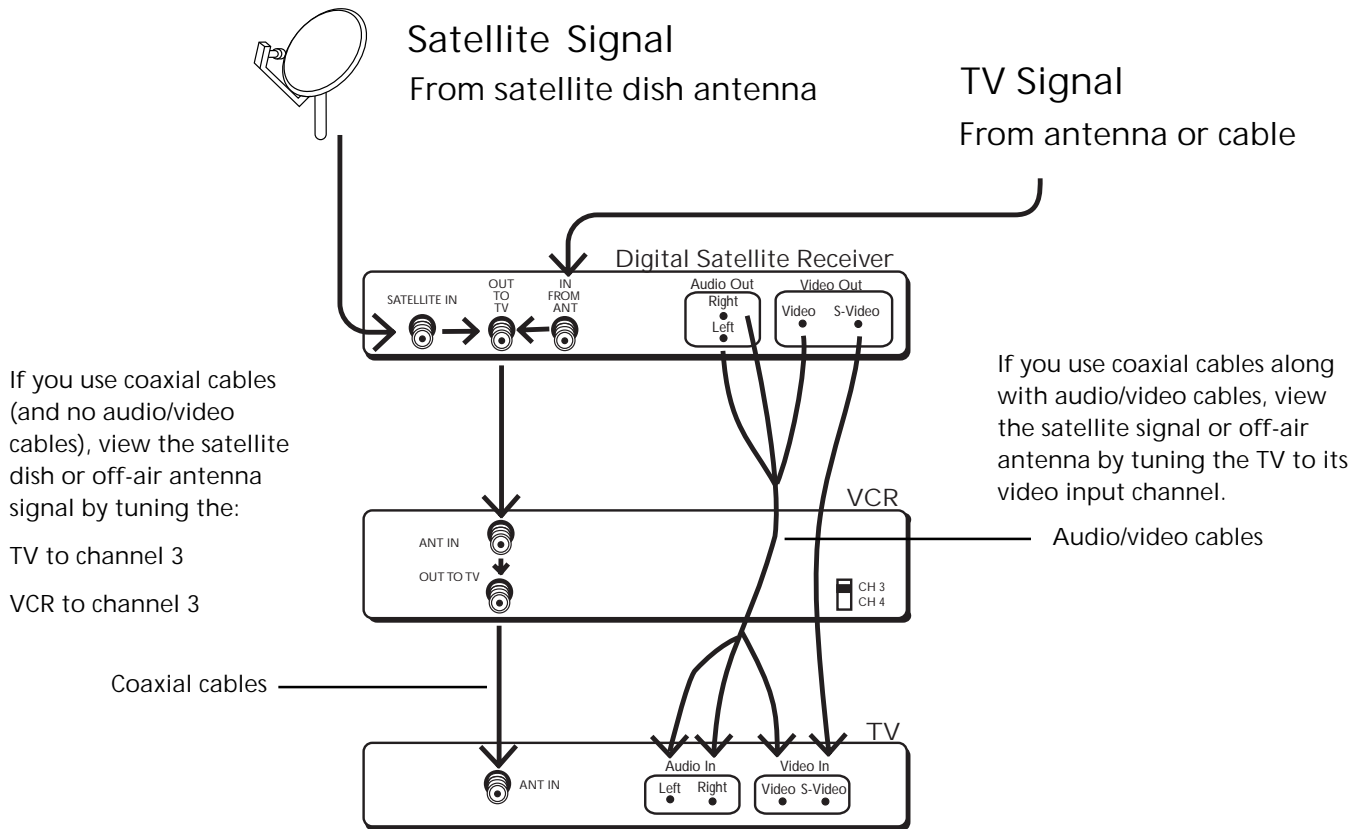 Satellite Signal
From satellite dish antenna
TV Signal
From antenna or cable
Digital Satellite Receiver
SATELLITE IN
OUT
TO
TV
IN
FROM
ANT
Audio Out
Right
Left
Video Out
Video
S-Video
If you use coaxial cables
(and no audio/video
cables), view the satellite
dish or off-air antenna
signal by tuning the:
TV to channel 3
VCR to channel 3
If you use coaxial cables along
with audio/video cables, view
the satellite signal or off-air
antenna by tuning the TV to its
video input channel.
Audio/video cables
VCR
ANT IN
OUT TO TV
CH 3
CH 4
Coaxial cables
TV
ANT IN
Audio In
Left Right
Video In
Video S-Video